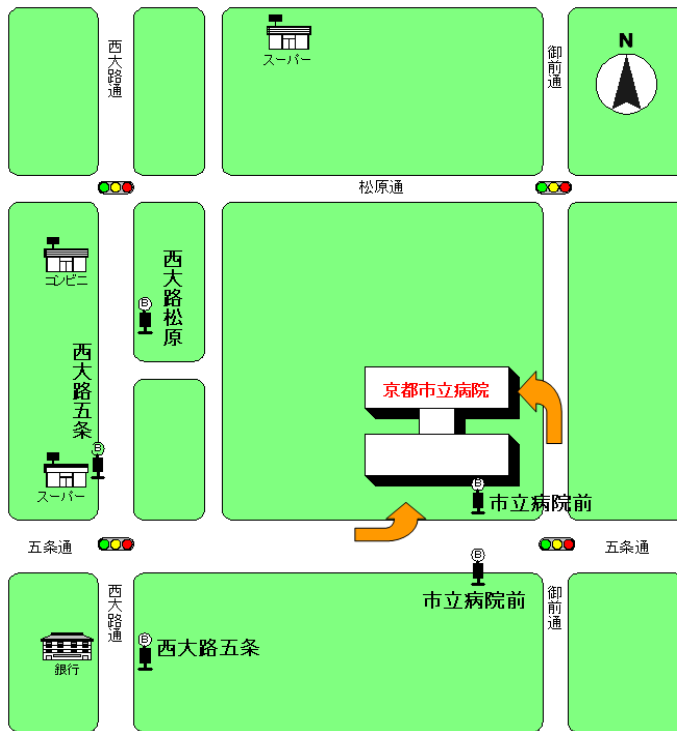 西大路通
スーパー
御前通
N
松原通
コンビニ
B
西大路松原
西大路五条
B
スーパー
京都市立病院
B
市立病院前
五条通
五条通
B
市立病院前
西大路通
御前通
銀行
B
西大路五条